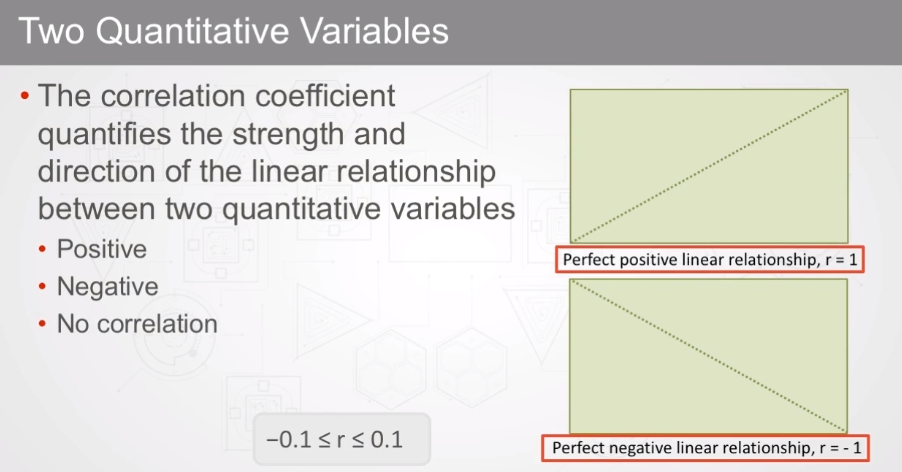 Two Quantitative Variables
• The correlation coefficient
quantifies the strength and
direction of the linear relationship
between two quantitative variables
• Positive
• Negative
• No correlation
−0.1 ≤ r ≤ 0.1
Perfect positive linear relationship, r = 1
Perfect negative linear relationship, r = - 1